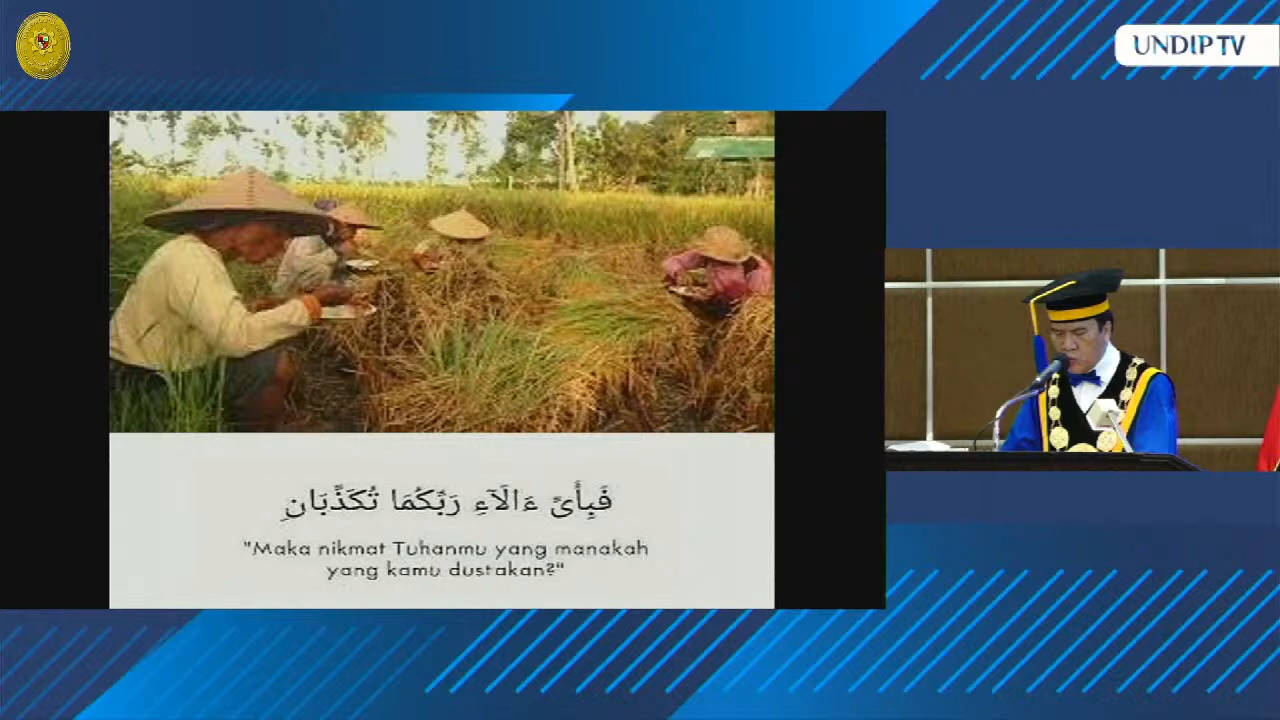 UNDIP TV
فَبِأَىِّ ءَالَآءِ رَبِّكُمَا تُكَذِّبَانِ
"Maka nikmat Tuhanmu yang manakah
yang kamu dustakan?"